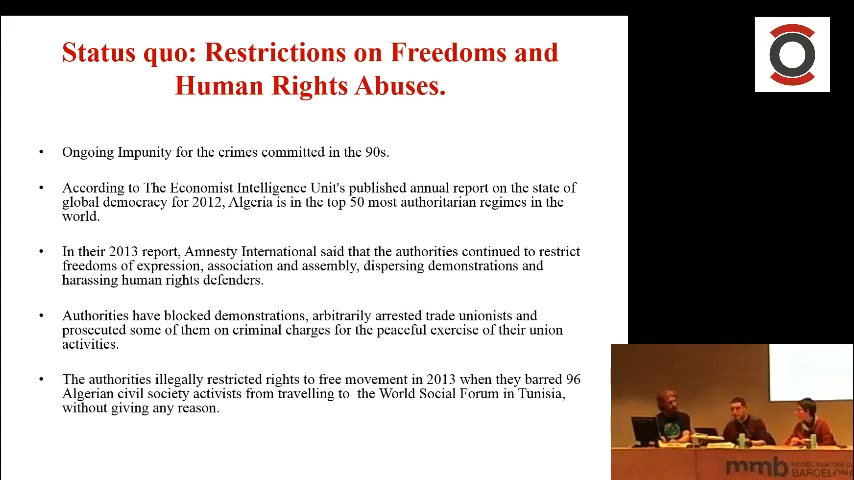 Status quo: Restrictions on Freedoms and
Human Rights Abuses.
• Ongoing Impunity for the crimes committed in the 90s.
• According to The Economist Intelligence Unit's published annual report on the state of
global democracy for 2012, Algeria is in the top 50 most authoritarian regimes in the
world.
• In their 2013 report, Amnesty International said that the authorities continued to restrict
freedoms of expression, association and assembly, dispersing demonstrations and
harassing human rights defenders.
• Authorities have blocked demonstrations, arbitrarily arrested trade unionists and
prosecuted some of them on criminal charges for the peaceful exercise of their union
activities.
• The authorities illegally restricted rights to free movement in 2013 when they barred 96
Algerian civil society activists from travelling to the World Social Forum in Tunisia,
without giving any reason.
mmb
BARCELONA